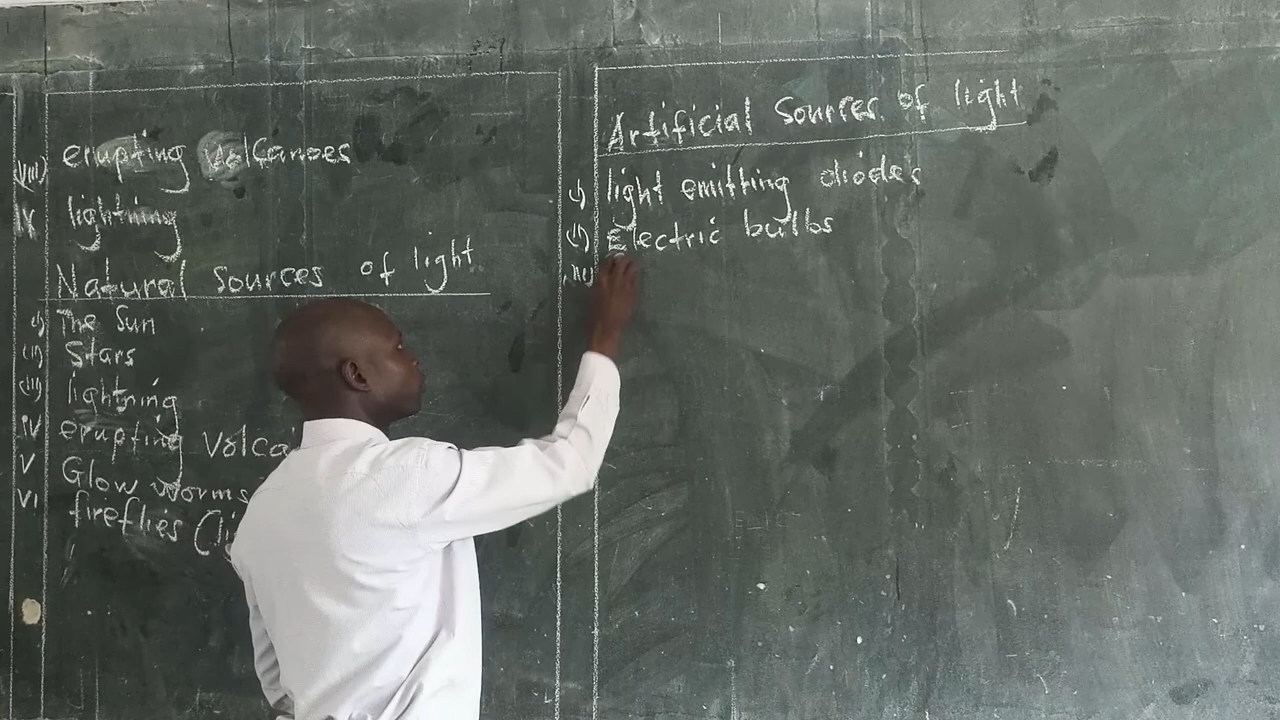 (viii) erupting Volcanoes
ix lightning
Natural Sources of light
i) The Sun
(ii) Stars
(iii) lightning
iv erupting Volca
v Glow worms
vi fireflies (li
Artificial Sources of light
i) light emitting diodes
(ii) Electric bulbs
(iii)